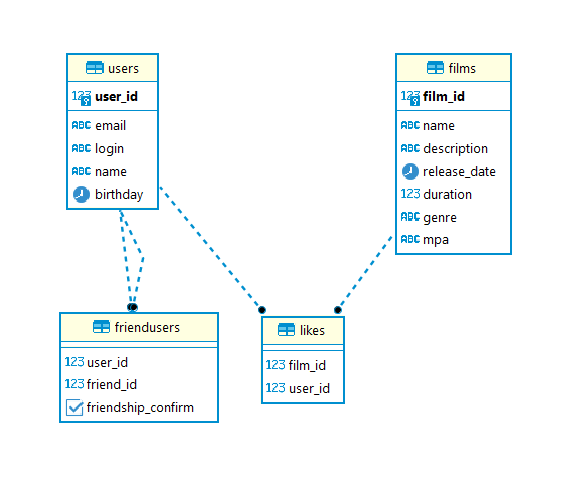 users
123 user_id
ABC email
ABC login
ABC name
birthday
films
123 film_id
ABC name
ABC description
release_date
123 duration
ABC genre
ABC mpa
friendusers
123 user_id
123 friend_id
friendship_confirm
likes
123 film_id
123 user_id